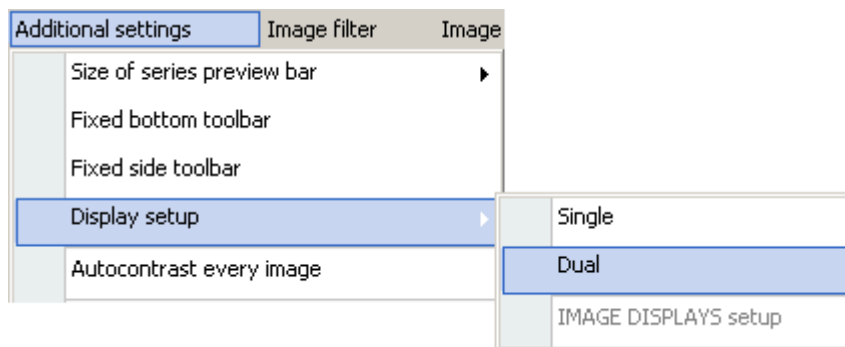 Additional settings Image filter Image
Size of series preview bar
Fixed bottom toolbar
Fixed side toolbar
Display setup
Single
Autocontrast every image
Dual
IMAGE DISPLAYS setup